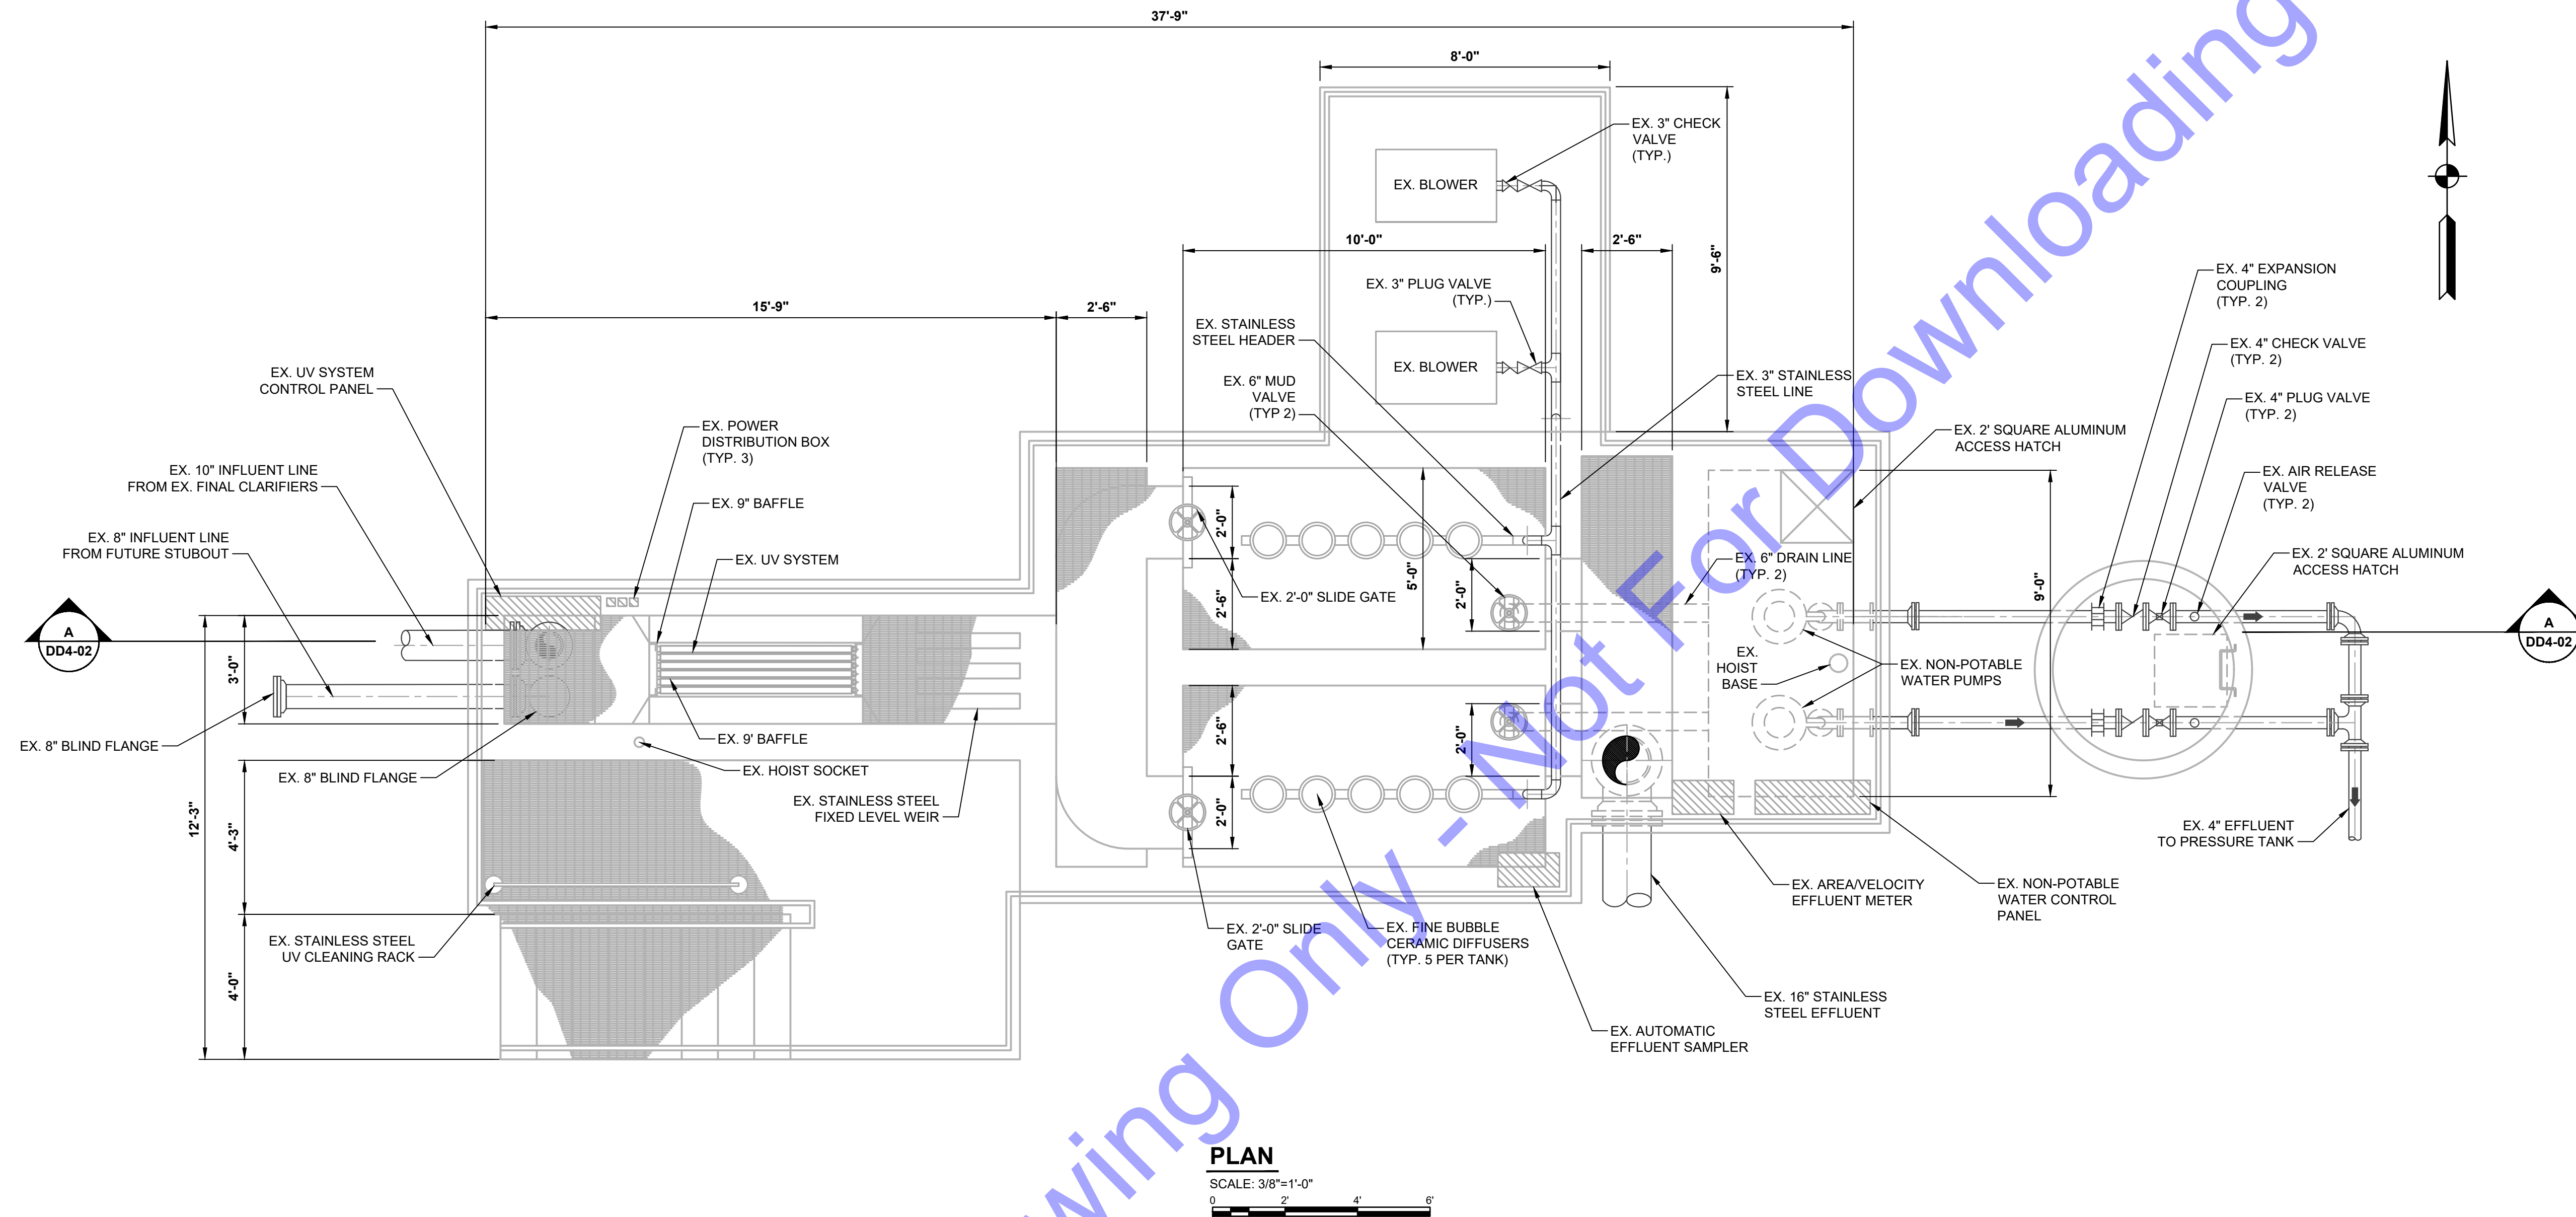 37'-9"
8'-0"
EX. 3" CHECK
VALVE
(TYP.)
EX. BLOWER
10'-0"
2'-6"
9'-6"
EX. 3" PLUG VALVE
(TYP.)
15'-9"
2'-6"
EX. STAINLESS
STEEL HEADER
EX. BLOWER
EX. 6" MUD
VALVE
(TYP 2)
EX. 3" STAINLESS
STEEL LINE
EX. 4" EXPANSION
COUPLING
(TYP. 2)
EX. 4" CHECK VALVE
(TYP. 2)
EX. 4" PLUG VALVE
(TYP. 2)
EX. UV SYSTEM
CONTROL PANEL
EX. POWER
DISTRIBUTION BOX
(TYP. 3)
EX. 2' SQUARE ALUMINUM
ACCESS HATCH
EX. AIR RELEASE
VALVE
(TYP. 2)
EX. 10" INFLUENT LINE
FROM EX. FINAL CLARIFIERS
EX. 9" BAFFLE
EX. 8" INFLUENT LINE
FROM FUTURE STUBOUT
EX. UV SYSTEM
EX. 2' SQUARE ALUMINUM
ACCESS HATCH
2'-0"
5'-0"
2'-0"
2'-6"
EX. 2'-0" SLIDE GATE
EX. 6" DRAIN LINE
(TYP. 2)
9'-0"
A
DD4-02
3'-0"
EX.
HOIST
BASE
EX. NON-POTABLE
WATER PUMPS
A
DD4-02
EX. 8" BLIND FLANGE
EX. 9' BAFFLE
EX. 8" BLIND FLANGE
EX. HOIST SOCKET
2'-6"
2'-0"
EX. STAINLESS STEEL
FIXED LEVEL WEIR
2'-0"
12'-3"
4'-3"
EX. 4" EFFLUENT
TO PRESSURE TANK
EX. AREA/VELOCITY
EFFLUENT METER
EX. NON-POTABLE
WATER CONTROL
PANEL
EX. STAINLESS STEEL
UV CLEANING RACK
4'-0"
EX. 2'-0" SLIDE
GATE
EX. FINE BUBBLE
CERAMIC DIFFUSERS
(TYP. 5 PER TANK)
EX. 16" STAINLESS
STEEL EFFLUENT
EX. AUTOMATIC
EFFLUENT SAMPLER
PLAN
SCALE: 3/8"=1'-0"
0 2' 4' 6'
wing Only - Not For Downloading